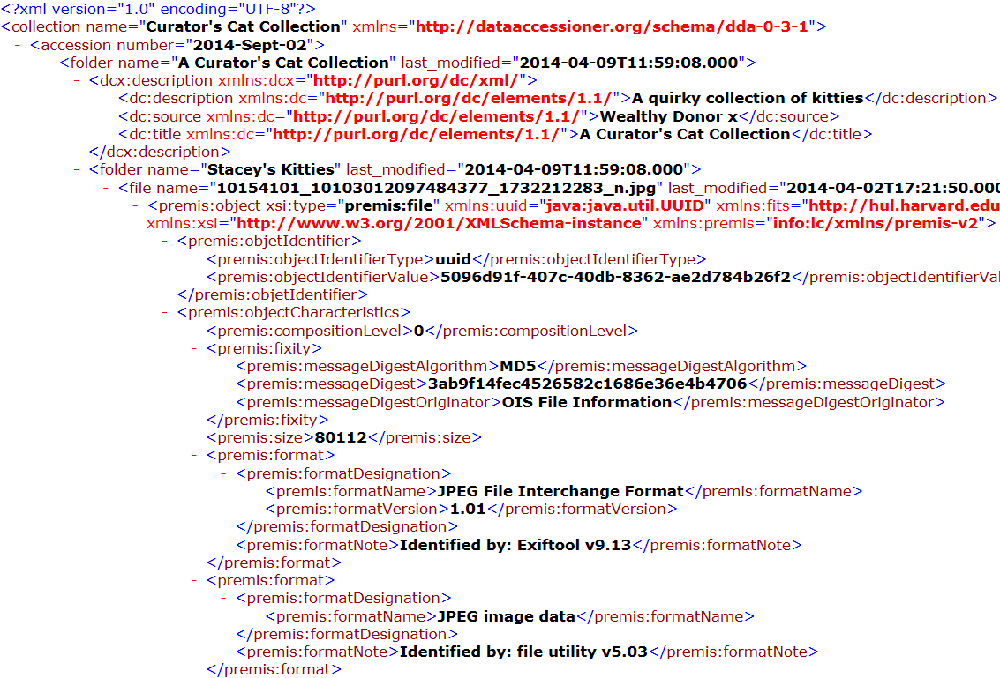 <?xml version="1.0" encoding="UTF-8"?>
<collection name="Curator's Cat Collection" xmlns="http://dataaccessioner.org/schema/dda-0-3-1">
- <accession number="2014-Sept-02">
- <folder name="A Curator's Cat Collection" last_modified="2014-04-09T11:59:08.000">
- <dcx:description xmlns:dcx="http://purl.org/dc/xml/">
<dc:description xmlns:dc="http://purl.org/dc/elements/1.1/">A quirky collection of kitties</dc:description>
<dc:source xmlns:dc="http://purl.org/dc/elements/1.1/">Wealthy Donor x</dc:source>
<dc:title xmlns:dc="http://purl.org/dc/elements/1.1/">A Curator's Cat Collection</dc:title>
</dcx:description>
- <folder name="Stacey's Kitties" last_modified="2014-04-09T11:59:08.000">
- <file name="10154101_10103012097484377_1732212283_n.jpg" last_modified="2014-04-02T17:21:50.000
- <premis:object xsi:type="premis:file" xmlns:uuid="java:java.util.UUID" xmlns:fits="http://hul.harvard.edu
xmlns:xsi="http://www.w3.org/2001/XMLSchema-instance" xmlns:premis="info:lc/xmlns/premis-v2">
- <premis:objetIdentifier>
<premis:objectIdentifierType>uuid</premis:objectIdentifierType>
<premis:objectIdentifierValue>5096d91f-407c-40db-8362-ae2d784b26f2</premis:objectIdentifierVal
</premis:objetIdentifier>
- <premis:objectCharacteristics>
<premis:compositionLevel>0</premis:compositionLevel>
- <premis:fixity>
<premis:messageDigestAlgorithm>MD5</premis:messageDigestAlgorithm>
<premis:messageDigest>3ab9f14fec4526582c1686e36e4b4706</premis:messageDigest>
<premis:messageDigestOriginator>OIS File Information</premis:messageDigestOriginator>
</premis:fixity>
<premis:size>80112</premis:size>
- <premis:format>
- <premis:formatDesignation>
<premis:formatName>JPEG File Interchange Format</premis:formatName>
<premis:formatVersion>1.01</premis:formatVersion>
</premis:formatDesignation>
<premis:formatNote>Identified by: Exiftool v9.13</premis:formatNote>
</premis:format>
- <premis:format>
- <premis:formatDesignation>
<premis:formatName>JPEG image data</premis:formatName>
</premis:formatDesignation>
<premis:formatNote>Identified by: file utility v5.03</premis:formatNote>
</premis:format>